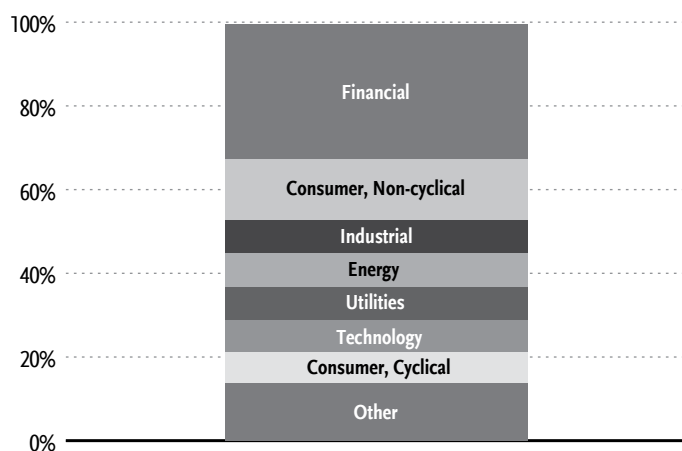 100%
Financial
80%
60%
Consumer, Non-cyclical
Industrial
40%
Energy
Utilities
Technology
20%
Consumer, Cyclical
Other
0%